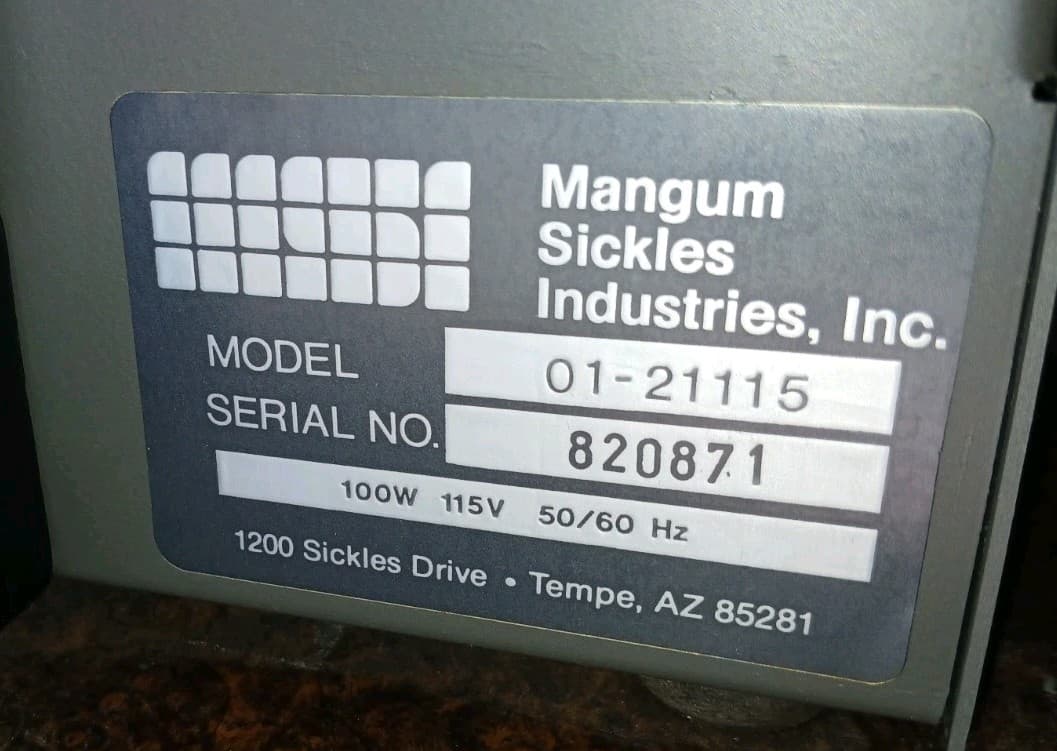 Mangum
Sickles
Industries, Inc.
MODEL 01-21115
SERIAL NO. 820871
100W 115V 50/60 Hz
1200 Sickles Drive • Tempe, AZ 85281